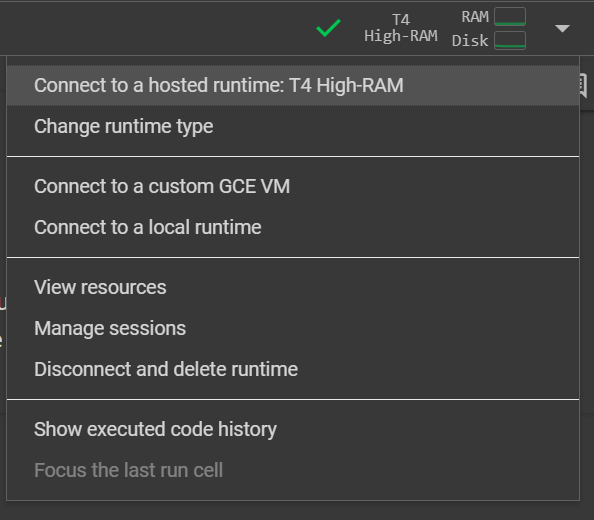 T4
High-RAM
RAM
Disk
Connect to a hosted runtime: T4 High-RAM
Change runtime type
Connect to a custom GCE VM
Connect to a local runtime
View resources
Manage sessions
Disconnect and delete runtime
Show executed code history
Focus the last run cell